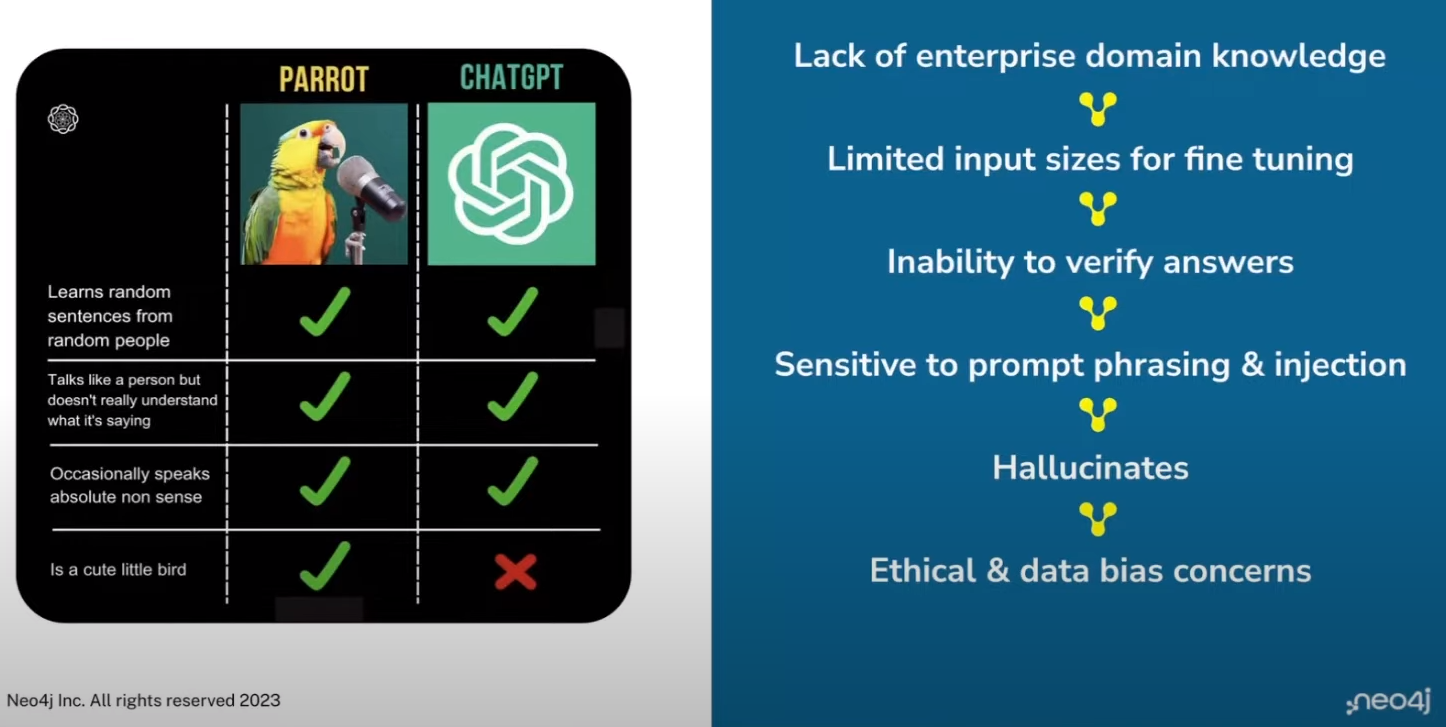 PARROT
CHATGPT
Learns random
sentences from
random people
Talks like a person but
doesn't really understand
what it's saying
Occasionally speaks
absolute non sense
Is a cute little bird
Neo4j Inc. All rights reserved 2023
Lack of enterprise domain knowledge
Limited input sizes for fine tuning
Inability to verify answers
Sensitive to prompt phrasing & injection
Hallucinates
Ethical & data bias concerns
neo4j